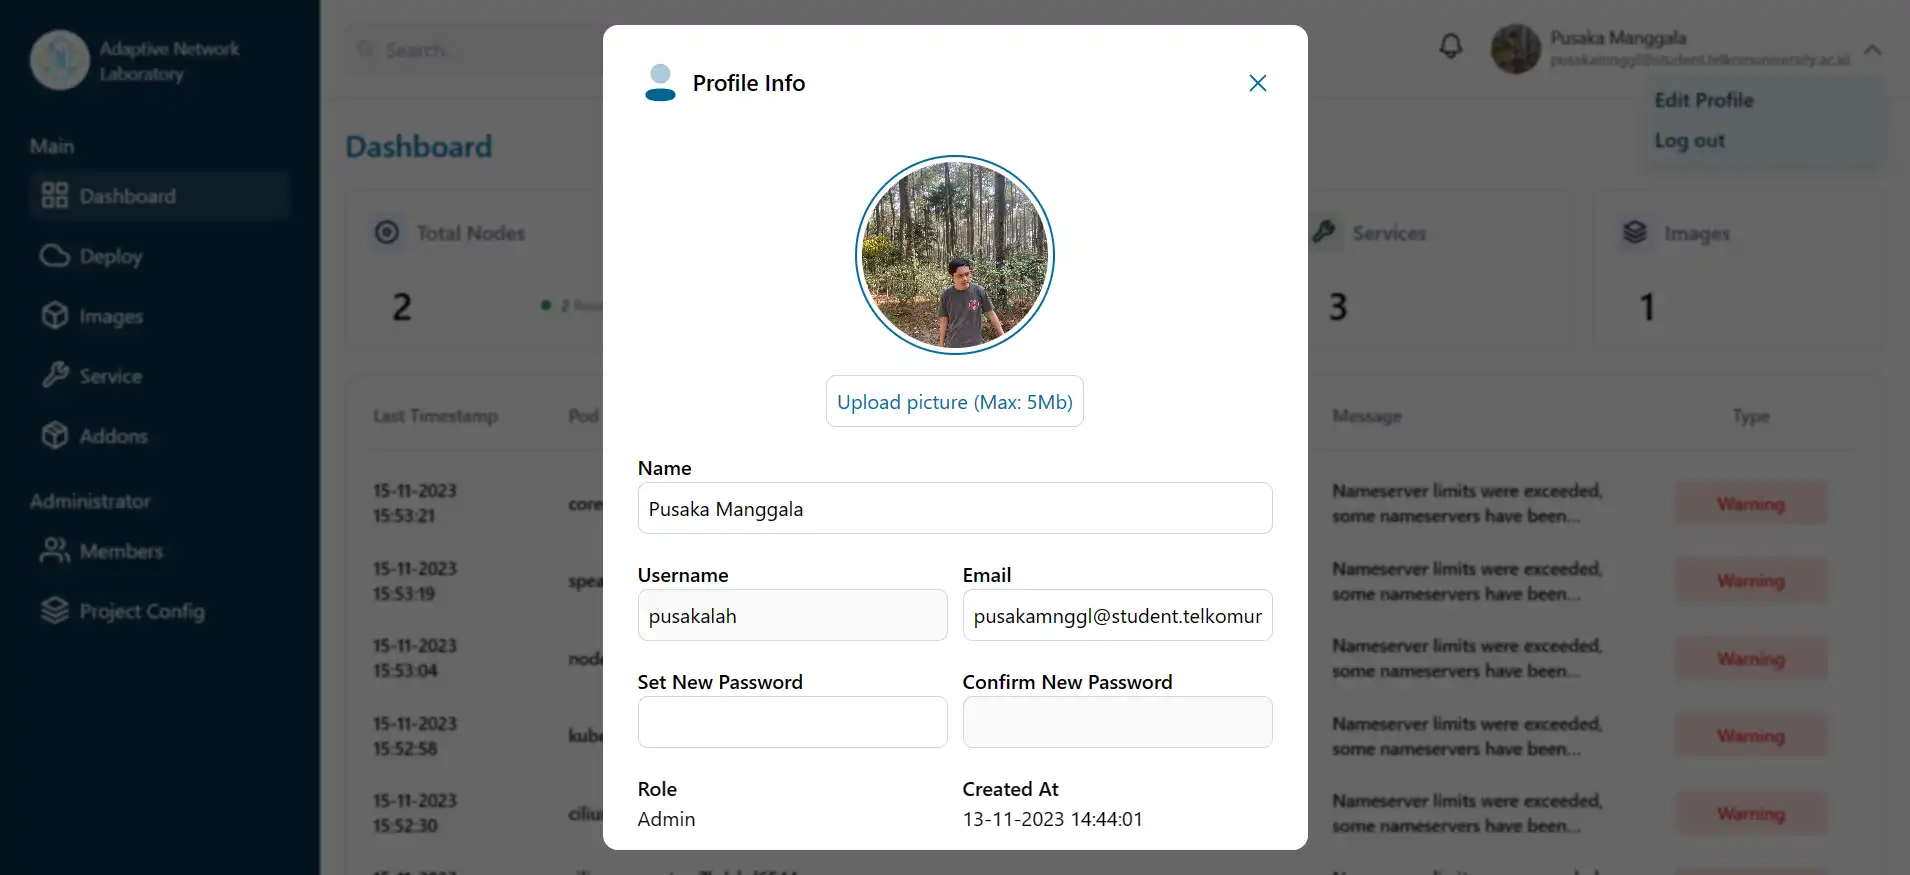 Adaptive Network
Laboratory
Search...
Pusaka Manggala
pusakamnggl@student.telkomuniversity.ac.id
Edit Profile
Log out
Main
Dashboard
Deploy
Images
Service
Addons
Administrator
Members
Project Config
Dashboard
Total Nodes
2
2
Services
3
Images
1
Last Timestamp
Pod
Message
Type
15-11-2023
15:53:21
core
Nameserver limits were exceeded,
some nameservers have been...
Warning
15-11-2023
15:53:19
spea
Nameserver limits were exceeded,
some nameservers have been...
Warning
15-11-2023
15:53:04
node
Nameserver limits were exceeded,
some nameservers have been...
Warning
15-11-2023
15:52:58
kube
Nameserver limits were exceeded,
some nameservers have been...
Warning
15-11-2023
15:52:30
ciliu
Nameserver limits were exceeded,
some nameservers have been...
Warning
Profile Info
Upload picture (Max: 5Mb)
Name
Pusaka Manggala
Username
pusakalah
Email
pusakamnggl@student.telkomur
Set New Password
Confirm New Password
Role
Admin
Created At
13-11-2023 14:44:01